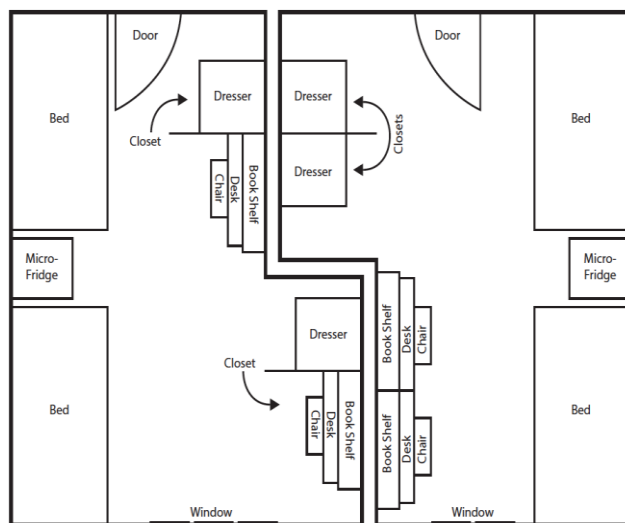 Door
Door
Bed
Dresser
Dresser
Bed
Closet
Closets
Dresser
Chair
Desk
Book Shelf
Micro-
Fridge
Micro-
Fridge
Dresser
Book Shelf
Desk
Chair
Closet
Bed
Chair
Desk
Book Shelf
Book Shelf
Desk
Chair
Bed
Window
Window